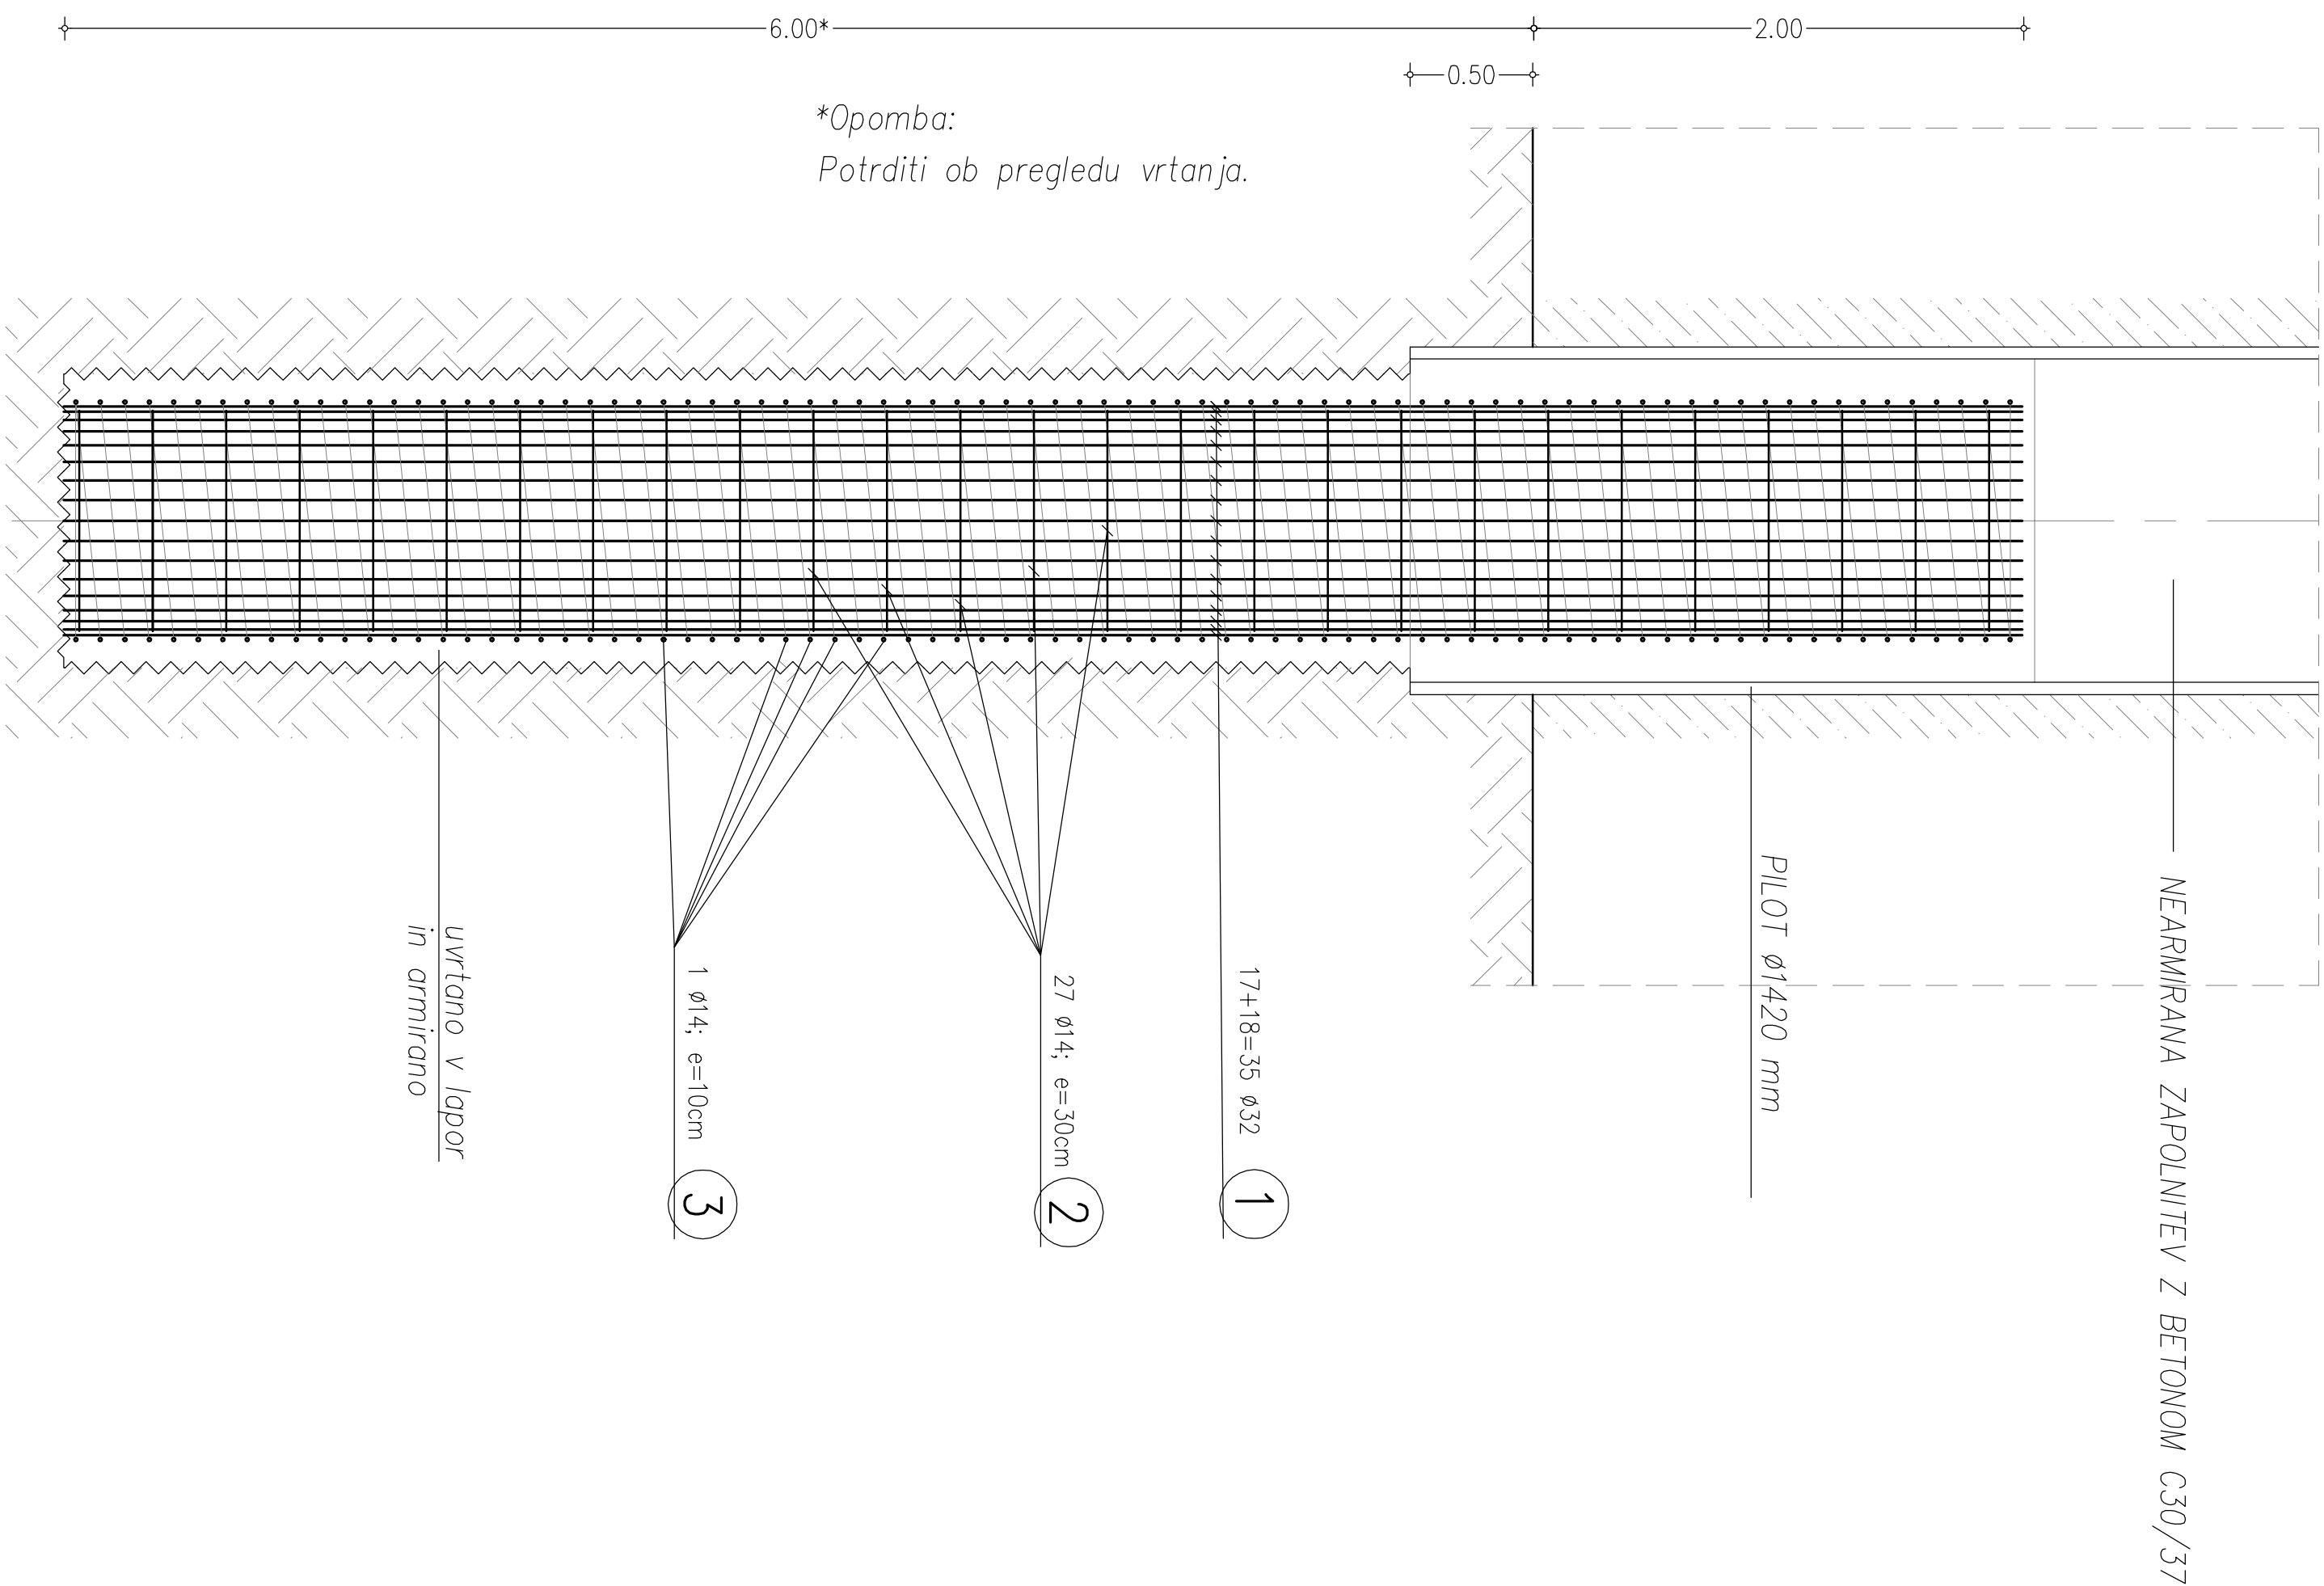 6.00*
2.00
0.50
*Opomba:
Potrditi ob pregledu vrtanja.
uvrtano v lapor
in armirano
1 ø14; e=10cm
3
27 ø14; e=30cm
2
17+18=35 ø32
1
PILOT ø1420 mm
NEARMIRANA ZAPOLNITEV Z BETONOM C30/37